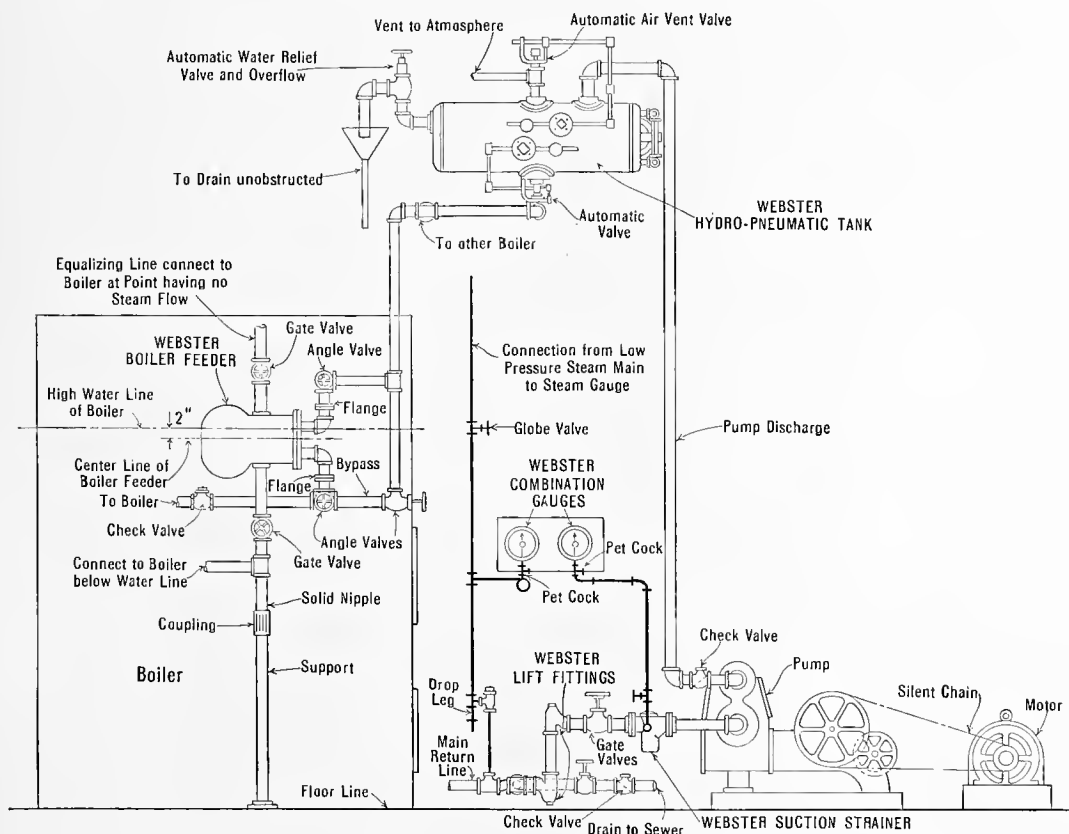 Vent to Atmosphere
Automatic Air Vent Valve
Automatic Water Relief
Valve and Overflow
To Drain unobstructed
WEBSTER
HYDRO-PNEUMATIC TANK
Automatic
Valve
To other Boiler
Equalizing Line connect to
Boiler at Point having no
Steam Flow
Gate Valve
WEBSTER
BOILER FEEDER
Angle Valve
Connection from Low
Pressure Steam Main
to Steam Gauge
High Water Line
of Boiler
2"
Flange
Globe Valve
Pump Discharge
Center Line of
Boiler Feeder
Flange
Bypass
WEBSTER
COMBINATION
GAUGES
To Boiler
Check Valve
Angle Valves
Gate Valve
Pet Cock
Connect to Boiler
below Water Line
Pet Cock
Solid Nipple
Coupling
Support
Boiler
WEBSTER
LIFT FITTINGS
Check Valve
Pump
Silent Chain
Motor
Drop
Leg
Gate
Valves
Main
Return
Line
Floor Line
Check Valve
Drain to Sewer
WEBSTER SUCTION STRAINER